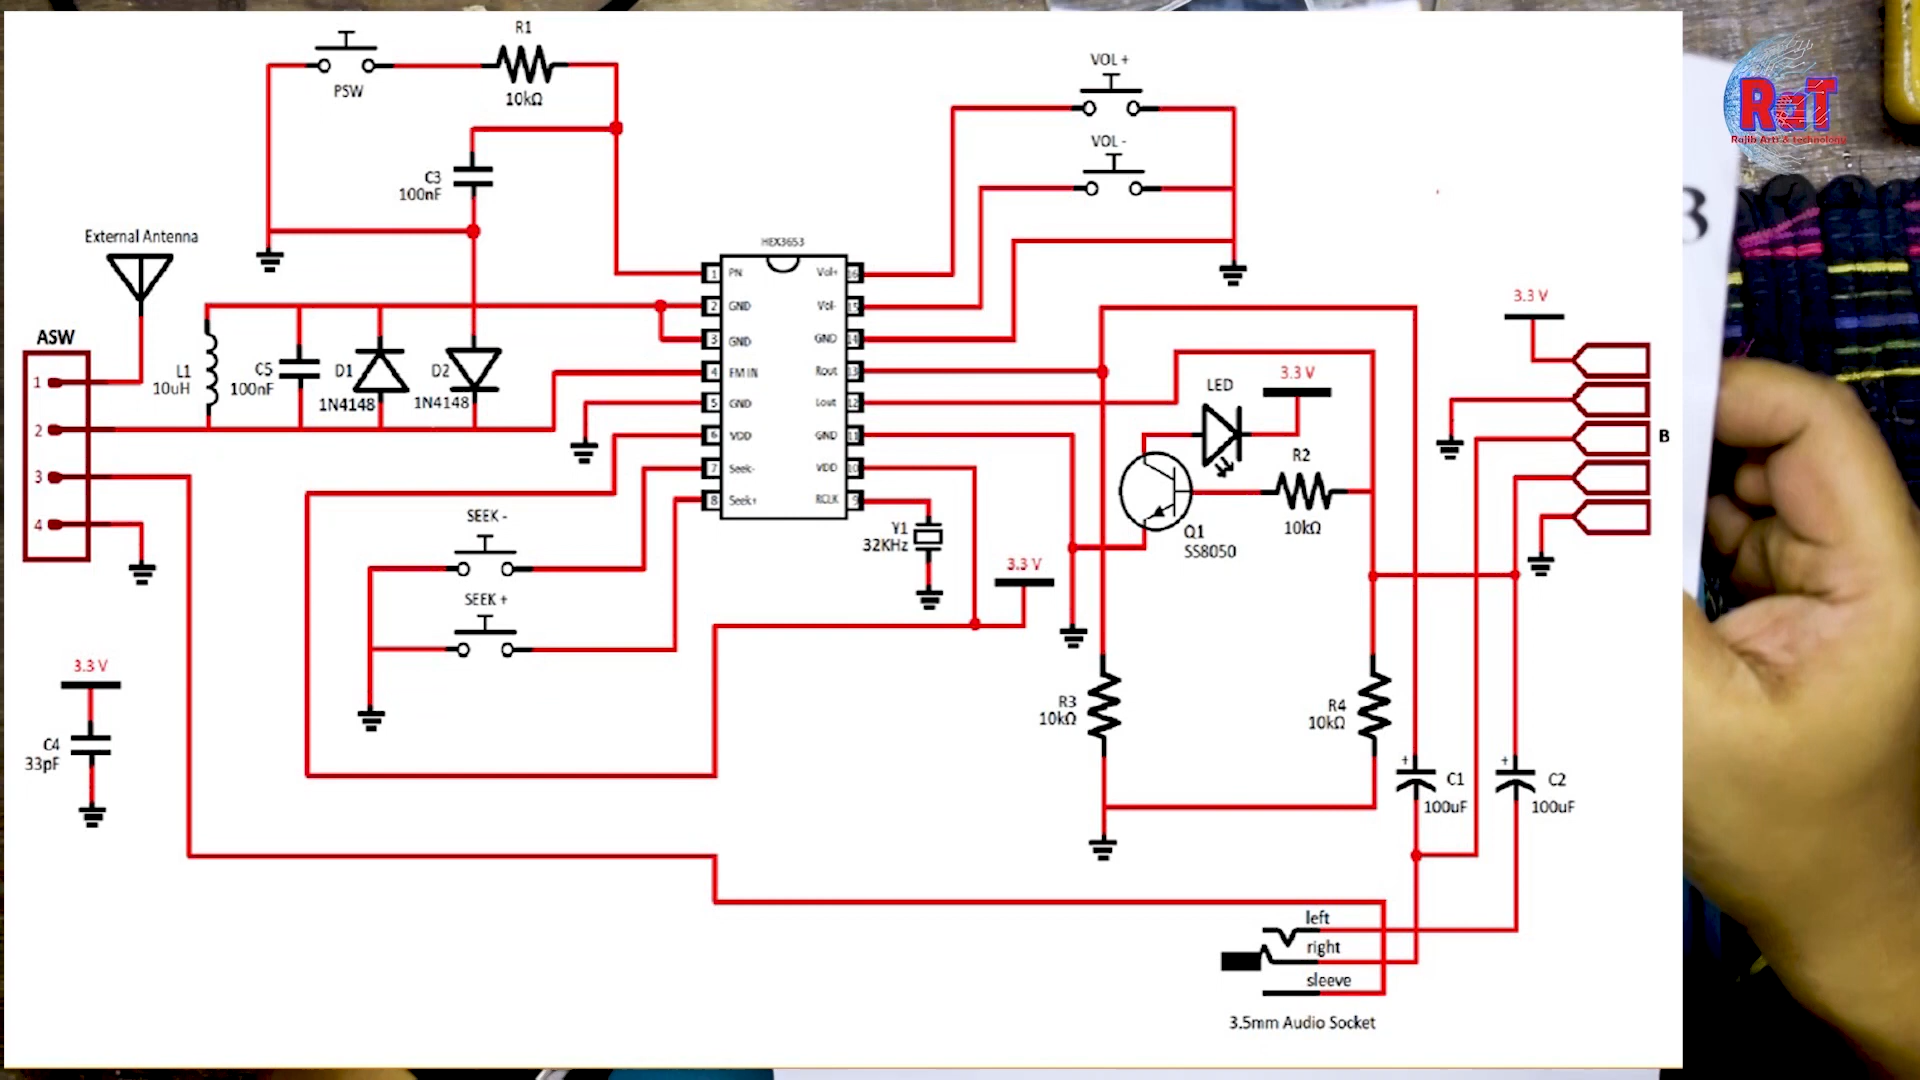 R1
10kΩ
PSW
C3
100nF
External Antenna
ASW
1
2
3
4
L1
10uH
C5
100nF
D1
1N4148
D2
1N4148
HEX3653
1 PN
2 GND
3 GND
4 FM IN
5 GND
6 VDD
7 Seek-
8 Seek+
Vol+ 16
Vol- 15
GND 14
Rout 13
Lout 12
GND 11
VDD 10
RCLK 9
VOL +
VOL -
SEEK -
SEEK +
Y1
32KHz
3.3 V
LED
3.3 V
R2
10kΩ
Q1
SS8050
3.3 V
B
3.3 V
C4
33pF
R3
10kΩ
R4
10kΩ
+
C1
100uF
+
C2
100uF
left
right
sleeve
3.5mm Audio Socket
RaT
Rajib Arts & technology
3